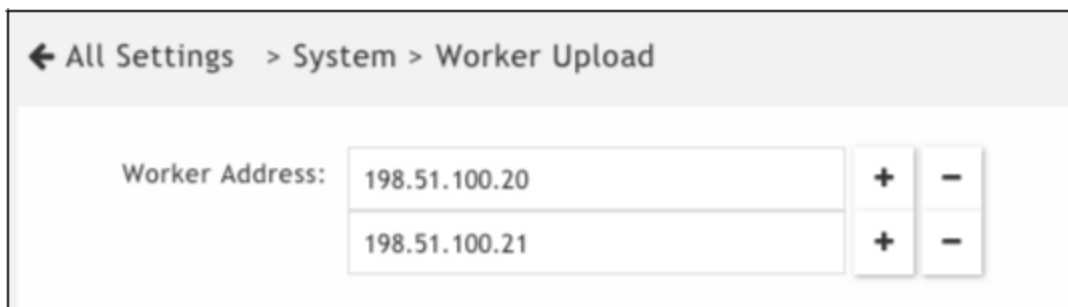 ← All Settings > System > Worker Upload
Worker Address: 198.51.100.20 + −
198.51.100.21 + −